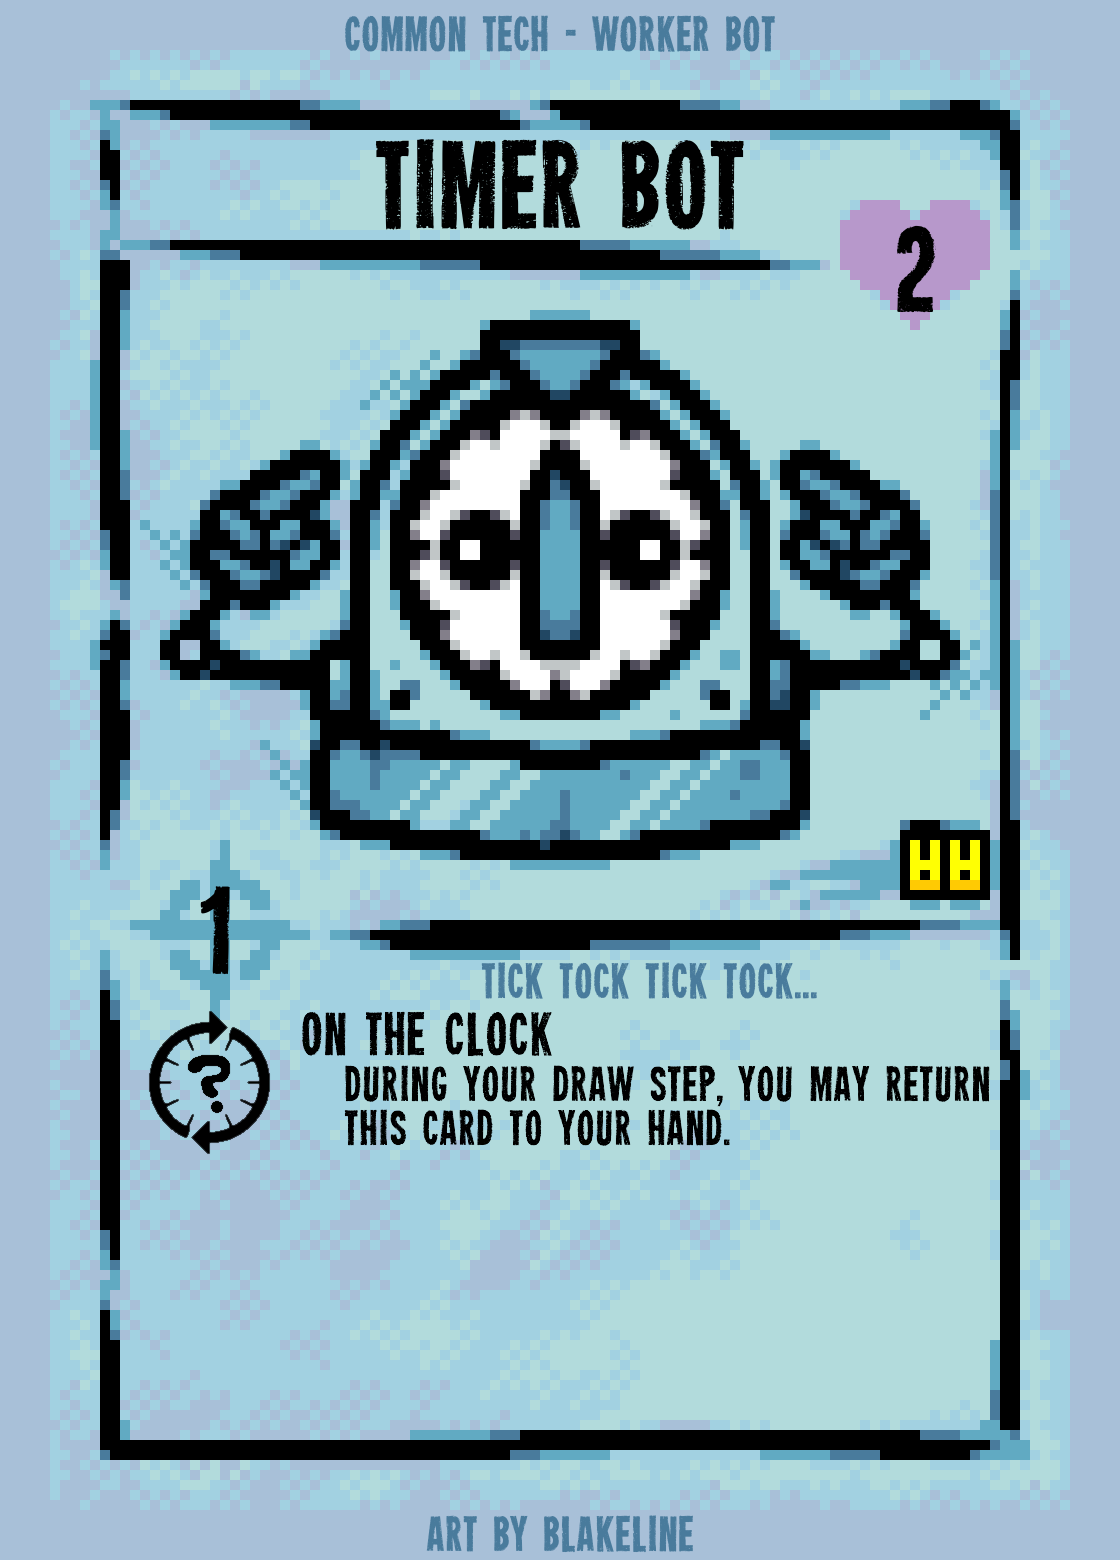 COMMON TECH - WORKER BOT
TIMER BOT
2
1
TICK TOCK TICK TOCK...
ON THE CLOCK
?
DURING YOUR DRAW STEP, YOU MAY RETURN
THIS CARD TO YOUR HAND.
ART BY BLAKELINE